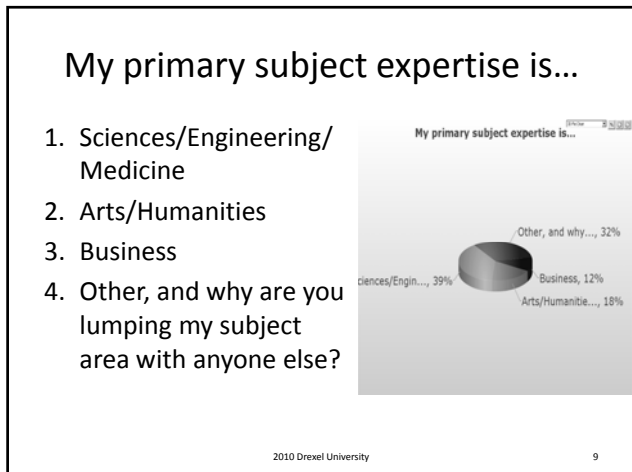 My primary subject expertise is...
1. Sciences/Engineering/
Medicine
2. Arts/Humanities
3. Business
4. Other, and why are you
lumping my subject
area with anyone else?
My primary subject expertise is...
Other, and why..., 32%
ciences/Engin..., 39%
Business, 12%
Arts/Humanitie..., 18%
2010 Drexel University
9